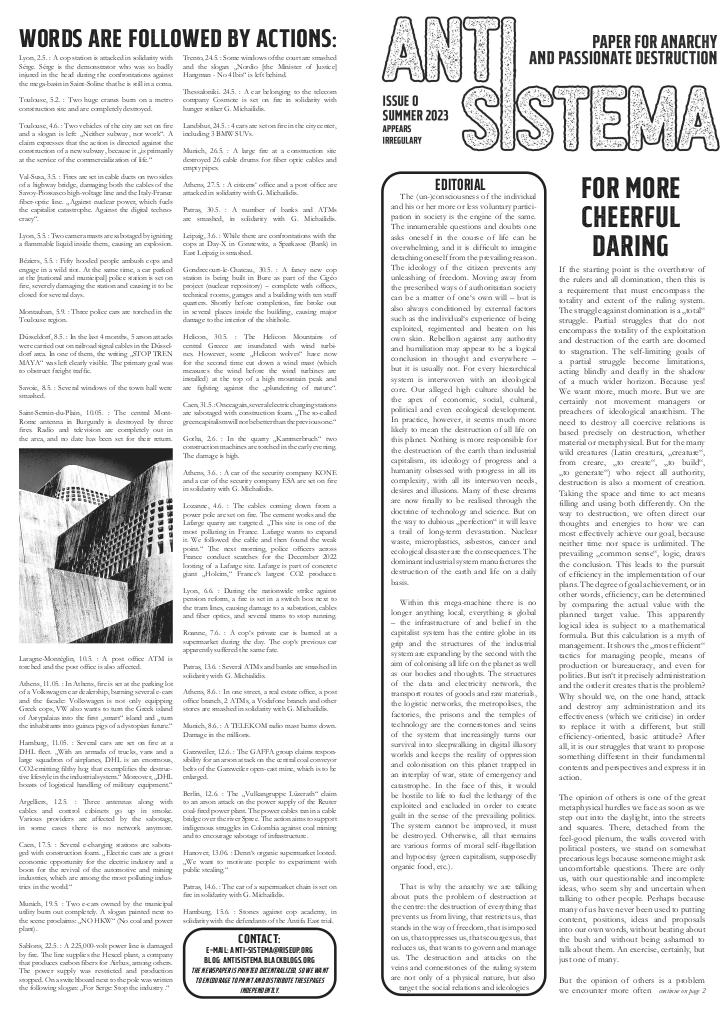 WORDS ARE FOLLOWED BY ACTIONS:
Lyon, 2.5. : A cop station is attacked in solidarity with
Sérge. Sérge is the demonstrator who was so badly
injured in the head during the confrontations against
the mega-basin in Saint-Soline that he is still in a coma.
Toulouse, 5.2. : Two huge cranes burn on a metro
construction site and are completely destroyed.
Toulouse, 4.6. : Two vehicles of the city are set on fire
and a slogan is left: „Neither subway, nor work“. A
claim expresses that the action is directed against the
construction of a new subway, because it „is primarily
at the service of the commercialization of life.“
Val-Susa, 3.5. : Fires are set in cable ducts on two sides
of a highway bridge, damaging both the cables of the
Savoy-Piossasco high-voltage line and the Italy-France
fiber-optic line. „Against nuclear power, which fuels
the capitalist catastrophe. Against the digital techno-
cracy“.
Lyon, 5.5. : Two camera masts are sabotaged by igniting
a flammable liquid inside them, causing an explosion.
Béziers, 5.5. : Fifty hooded people ambush cops and
engage in a wild riot. At the same time, a car parked
at the [national and municipal] police station is set on
fire, severely damaging the station and causing it to be
closed for several days.
Montauban, 5.9. : Three police cars are torched in the
Toulouse region.
Düsseldorf, 8.5. : In the last 4 months, 5 arson attacks
were carried out on railroad signal cables in the Düssel-
dorf area. In one of them, the writing „STOP TREN
MAYA“ was left clearly visible. The primary goal was
to obstruct freight traffic.
Savoie, 8.5. : Several windows of the town hall were
smashed.
Saint-Sernin-du-Plain, 10.05. : The central Mont-
Rome antenna in Burgundy is destroyed by three
fires. Radio and television are completely out in
the area, and no date has been set for their return.
Laragne-Montéglin, 10.5. : A post office ATM is
torched and the post office is also affected.
Athens, 11.05. : In Athens, fire is set at the parking lot
of a Volkswagen car dealership, burning several e-cars
and the facade: Volkswagen is not only equipping
Greek cops, VW also wants to turn the Greek island
of Astypalaias into the first „smart“ island and „turn
the inhabitants into guinea pigs of a dystopian future.“
Hamburg, 11.05. : Several cars are set on fire at a
DHL fleet. „With an armada of trucks, vans and a
large squadron of airplanes, DHL is an enormous,
CO2-emitting filthy bug that exemplifies the destruc-
tive lifestyle in the industrial system.“ Moreover, „DHL
boasts of logistical handling of military equipment.“
Argelliers, 12.5. : Three antennas along with
cables and control cabinets go up in smoke.
Various providers are affected by the sabotage,
in some cases there is no network anymore.
Caen, 17.5. : Several e-charging stations are sabota-
ged with construction foam. „Electric cars are a great
economic opportunity for the electric industry and a
boon for the revival of the automotive and mining
industries, which are among the most polluting indus-
tries in the world.“
Munich, 19.5. : Two e-cars owned by the municipal
utility burn out completely. A slogan painted next to
the scene proclaims: „NO HKW“ (No coal and power
plant).
Sablons, 22.5. : A 225,000-volt power line is damaged
by fire. The line supplies the Hexcel plant, a company
that produces carbon fibers for Airbus, among others.
The power supply was restricted and production
stopped. On a switchboard next to the pole was written
the following slogan: „For Serge Stop the industry.“
Trento, 24.5. : Some windows of the court are smashed
and the slogan „Nordio [the Minister of Justice]
Hangman - No 41bis“ is left behind.
Thessaloniki, 24.5. : A car belonging to the telecom
company Cosmote is set on fire in solidarity with
hunger striker G. Michailidis.
Landshut, 24.5. : 4 cars are set on fire in the city center,
including 3 BMW SUVs.
Munich, 26.5. : A large fire at a construction site
destroyed 26 cable drums for fiber optic cables and
empty pipes.
Athens, 27.5. : A citizens' office and a post office are
attacked in solidarity with G. Michailidis.
Patras, 30.5. : A number of banks and ATMs
are smashed, in solidarity with G. Michailidis.
Leipzig, 3.6. : While there are confrontations with the
cops at Day-X in Connewitz, a Sparkasse (Bank) in
East Leipzig is smashed.
Gondrecourt-le-Chateau, 30.5. : A fancy new cop
station is being built in Bure as part of the Cigéo
project (nuclear repository) – complete with offices,
technical rooms, garages and a building with ten staff
quarters. Shortly before completion, fire broke out
in several places inside the building, causing major
damage to the interior of the shithole.
Helicon, 30.5. : The Helicon Mountains of
central Greece are inundated with wind turbi-
nes. However, some „Helicon wolves“ have now
for the second time cut down a wind mast (which
measures the wind before the wind turbines are
installed) at the top of a high mountain peak and
are fighting against the „plundering of nature“.
Caen, 31.5. : Once again, several electric charging stations
are sabotaged with construction foam. „The so-called
green capitalism will not be better than the previous one.“
Gotha, 2.6. : In the quarry „Kammerbruch“ two
construction machines are torched in the early evening.
The damage is high.
Athens, 3.6. : A car of the security company KONE
and a car of the security company ESA are set on fire
in solidarity with G. Michailidis.
Lozanne, 4.6. : The cables coming down from a
power pole are set on fire. The cement works and the
Lafarge quarry are targeted. „This site is one of the
most polluting in France. Lafarge wants to expand
it. We followed the cable and then found the weak
point.“ The next morning, police officers across
France conduct searches for the December 2022
looting of a Lafarge site. Lafarge is part of concrete
giant „Holcim,“ France's largest CO2 producer.
Lyon, 6.6. : During the nationwide strike against
pension reform, a fire is set in a switch box next to
the tram lines, causing damage to a substation, cables
and fiber optics, and several trams to stop running.
Roanne, 7.6. : A cop's private car is burned at a
supermarket during the day. The cop's previous car
apparently suffered the same fate.
Patras, 13.6. : Several ATMs and banks are smashed in
solidarity with G. Michailidis.
Athens, 8.6. : In one street, a real estate office, a post
office branch, 2 ATMs, a Vodafone branch and other
stores are smashed in solidarity with G. Michailidis.
Munich, 8.6. : A TELEKOM radio mast burns down.
Damage in the millions.
Garzweiler, 12.6. : The GAFFA group claims respon-
sibility for an arson attack on the central coal conveyor
belts of the Garzweiler open-cast mine, which is to be
enlarged.
Berlin, 12.6. : The „Vulkangruppe Lützerath“ claims
to an arson attack on the power supply of the Reuter
coal-fired power plant. The power cables ran in a cable
bridge over the river Spree. The action aims to support
indigenous struggles in Colombia against coal mining
and to encourage sabotage of infrastructure.
Hanover, 13.06. : Denn's organic supermarket looted.
„We want to motivate people to experiment with
public stealing.“
Patras, 14.6. : The car of a supermarket chain is set on
fire in solidarity with G. Michailidis.
Hamburg, 15.6. : Stones against cop academy, in
solidarity with the defendants of the Antifa East trial.
CONTACT:
E-MAIL: ANTI-SISTEMA@RISEUP.ORG
BLOG: ANTISISTEMA.BLACKBLOGS.ORG
THE NEWSPAPER IS PRINTED DECENTRALIZED, SO WE WANT
TO ENCOURAGE TO PRINT AND DISTRIBUTE THESE PAGES
INDEPENDENTLY.
ANTI
SISTEMA
PAPER FOR ANARCHY
AND PASSIONATE DESTRUCTION
ISSUE 0
SUMMER 2023
APPEARS
IRREGULARY
EDITORIAL
The (un-)consciousness of the individual
and his or her more or less voluntary partici-
pation in society is the engine of the same.
The innumerable questions and doubts one
asks oneself in the course of life can be
overwhelming, and it is difficult to imagine
detaching oneself from the prevailing reason.
The ideology of the citizen prevents any
unleashing of freedom. Moving away from
the prescribed ways of authoritarian society
can be a matter of one's own will – but is
also always conditioned by external factors
such as the individual's experience of being
exploited, regimented and beaten on his
own skin. Rebellion against any authority
and humiliation may appear to be a logical
conclusion in thought and everywhere –
but it is usually not. For every hierarchical
system is interwoven with an ideological
core. Our alleged high culture should be
the apex of economic, social, cultural,
political and even ecological development.
In practice, however, it seems much more
likely to mean the destruction of all life on
this planet. Nothing is more responsible for
the destruction of the earth than industrial
capitalism, its ideology of progress and a
humanity obsessed with progress in all its
complexity, with all its interwoven needs,
desires and illusions. Many of these dreams
are now finally to be realised through the
doctrine of technology and science. But on
the way to dubious „perfection“ it will leave
a trail of long-term devastation. Nuclear
waste, microplastics, asbestos, cancer and
ecological disaster are the consequences. The
dominant industrial system manufactures the
destruction of the earth and life on a daily
basis.
Within this mega-machine there is no
longer anything local, everything is global
– the infrastructure of and belief in the
capitalist system has the entire globe in its
grip and the structures of the industrial
system are expanding by the second with the
aim of colonising all life on the planet as well
as our bodies and thoughts. The structures
of the data and electricity network, the
transport routes of goods and raw materials,
the logistic networks, the metropolises, the
factories, the prisons and the temples of
technology are the cornerstones and veins
of the system that increasingly turns our
survival into sleepwalking in digital illusory
worlds and keeps the reality of oppression
and colonisation on this planet trapped in
an interplay of war, state of emergency and
catastrophe. In the face of this, it would
be hostile to life to fuel the lethargy of the
exploited and excluded in order to create
guilt in the sense of the prevailing politics.
The system cannot be improved, it must
be destroyed. Otherwise, all that remains
are various forms of moral self-flagellation
and hypocrisy (green capitalism, supposedly
organic food, etc.).
That is why the anarchy we are talking
about puts the problem of destruction at
the centre: the destruction of everything that
prevents us from living, that restricts us, that
stands in the way of freedom, that is imposed
on us, that oppresses us, that scourges us, that
reduces us, that wants to govern and manage
us. The destruction and attacks on the
veins and cornerstones of the ruling system
are not only of a physical nature, but also
target the social relations and ideologies
FOR MORE
CHEERFUL
DARING
If the starting point is the overthrow of
the rulers and all domination, then this is
a requirement that must encompass the
totality and extent of the ruling system.
The struggle against domination is a „total“
struggle. Partial struggles that do not
encompass the totality of the exploitation
and destruction of the earth are doomed
to stagnation. The self-limiting goals of
a partial struggle become limitations,
acting blindly and deafly in the shadow
of a much wider horizon. Because yes!
We want more, much more. But we are
certainly not movement managers or
preachers of ideological anarchism. The
need to destroy all coercive relations is
based precisely on destruction, whether
material or metaphysical. But for the many
wild creatures (Latin creatura, „creature“,
from creare, „to create“, „to build“,
„to generate“) who reject all authority,
destruction is also a moment of creation.
Taking the space and time to act means
filling and using both differently. On the
way to destruction, we often direct our
thoughts and energies to how we can
most effectively achieve our goal, because
neither time nor space is unlimited. The
prevailing „common sense“, logic, draws
the conclusion. This leads to the pursuit
of efficiency in the implementation of our
plans. The degree of goal achievement, or in
other words, efficiency, can be determined
by comparing the actual value with the
planned target value. This apparently
logical idea is subject to a mathematical
formula. But this calculation is a myth of
management. It shows the „most efficient“
tactics for managing people, means of
production or bureaucracy, and even for
politics. But isn't it precisely administration
and the order it creates that is the problem?
Why should we, on the one hand, attack
and destroy any administration and its
effectiveness (which we criticise) in order
to replace it with a different, but still
efficiency-oriented, basic attitude? After
all, it is our struggles that want to propose
something different in their fundamental
contents and perspectives and express it in
action.
The opinion of others is one of the great
metaphysical hurdles we face as soon as we
step out into the daylight, into the streets
and squares. There, detached from the
feel-good plenum, the walls covered with
political posters, we stand on somewhat
precarious legs because someone might ask
uncomfortable questions. There are only
us, with our questionable and incomplete
ideas, who seem shy and uncertain when
talking to other people. Perhaps because
many of us have never been used to putting
content, positions, ideas and proposals
into our own words, without beating about
the bush and without being ashamed to
talk about them. An exercise, certainly, but
just one of many.
But the opinion of others is a problem
we encounter more often continue on page 2